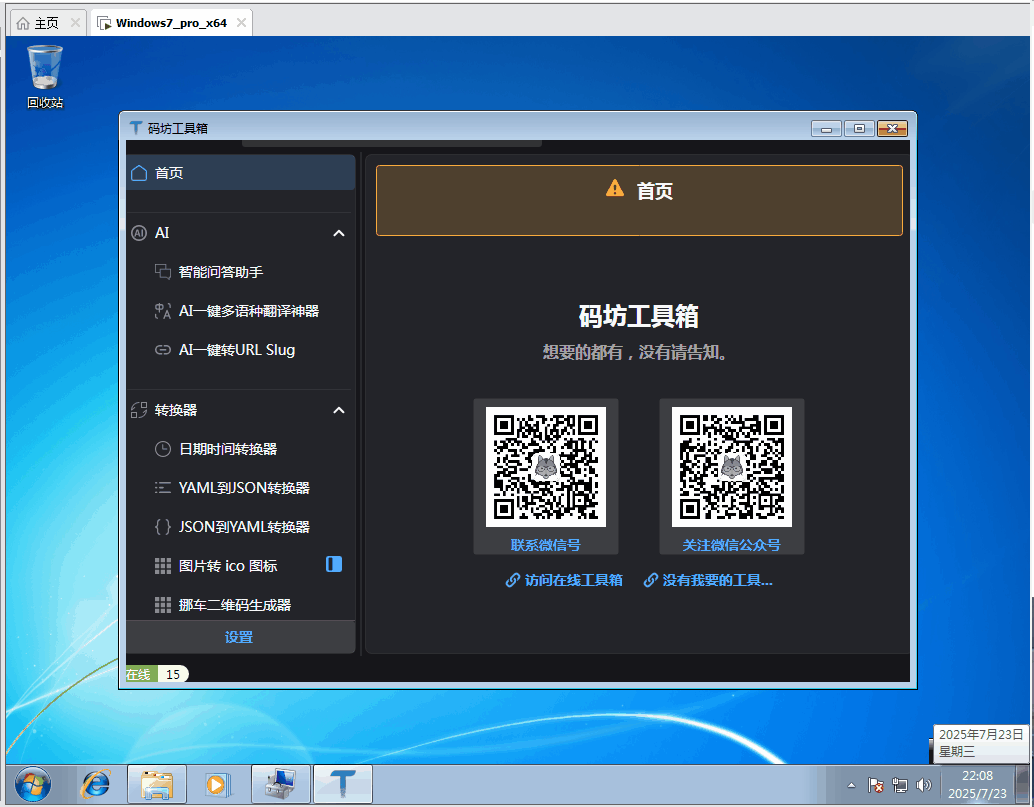 主页
Windows7_pro_x64
回收站
码坊工具箱
首页
AI
智能问答助手
AI一键多语种翻译神器
AI一键转URL Slug
转换器
日期时间转换器
YAML到JSON转换器
JSON到YAML转换器
图片转 ico 图标
挪车二维码生成器
设置
在线 15
首页
码坊工具箱
想要的都有，没有请告知。
联系微信号
关注微信公众号
访问在线工具箱
没有我要的工具...
2025年7月23日
星期三
22:08
2025/7/23